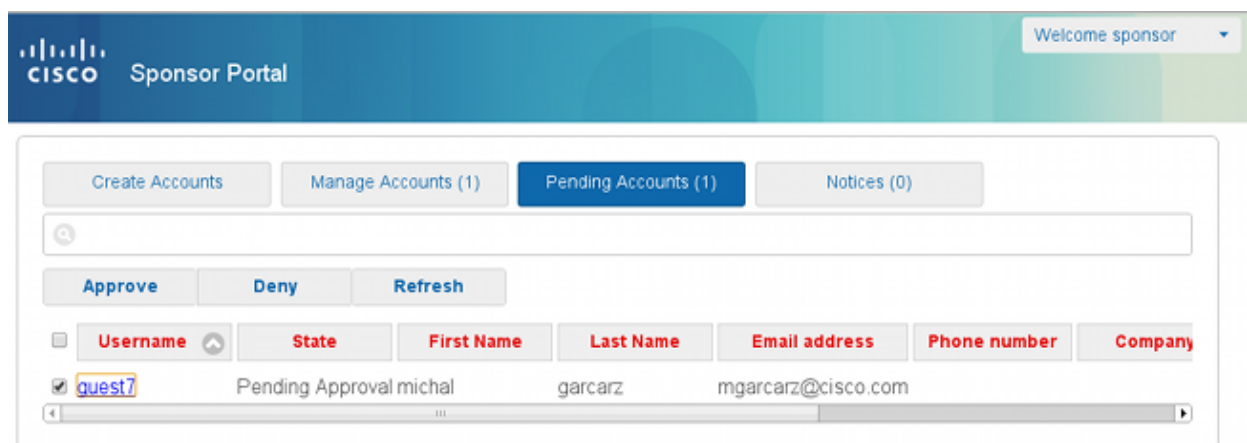 Welcome sponsor
CISCO Sponsor Portal
Create Accounts Manage Accounts (1) Pending Accounts (1) Notices (0)
Approve Deny Refresh
Username State First Name Last Name Email address Phone number Company
guest7 Pending Approval michal garcarz mgarcarz@cisco.com